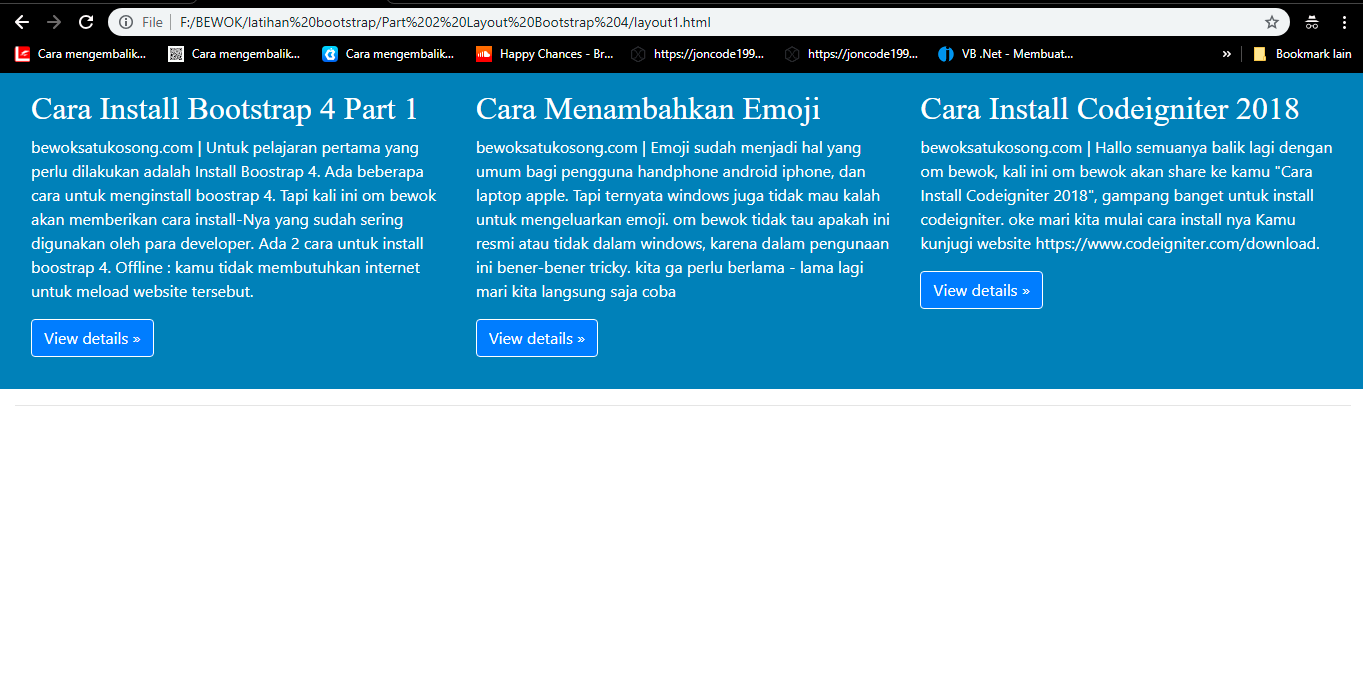 File F:/BEWOK/latihan%20bootstrap/Part%202%20Layout%20Bootstrap%204/layout1.html
Cara mengembalik... Cara mengembalik... Cara mengembalik... Happy Chances - Br... https://joncode199... https://joncode199... VB .Net - Membuat... » Bookmark lain
Cara Install Bootstrap 4 Part 1
bewoksatukosong.com | Untuk pelajaran pertama yang
perlu dilakukan adalah Install Boostrap 4. Ada beberapa
cara untuk menginstall boostrap 4. Tapi kali ini om bewok
akan memberikan cara install-Nya yang sudah sering
digunakan oleh para developer. Ada 2 cara untuk install
boostrap 4. Offline : kamu tidak membutuhkan internet
untuk meload website tersebut.
View details »
Cara Menambahkan Emoji
bewoksatukosong.com | Emoji sudah menjadi hal yang
umum bagi pengguna handphone android iphone, dan
laptop apple. Tapi ternyata windows juga tidak mau kalah
untuk mengeluarkan emoji. om bewok tidak tau apakah ini
resmi atau tidak dalam windows, karena dalam pengunaan
ini bener-bener tricky. kita ga perlu berlama - lama lagi
mari kita langsung saja coba
View details »
Cara Install Codeigniter 2018
bewoksatukosong.com | Hallo semuanya balik lagi dengan
om bewok, kali ini om bewok akan share ke kamu "Cara
Install Codeigniter 2018", gampang banget untuk install
codeigniter. oke mari kita mulai cara install nya Kamu
kunjugi website https://www.codeigniter.com/download.
View details »